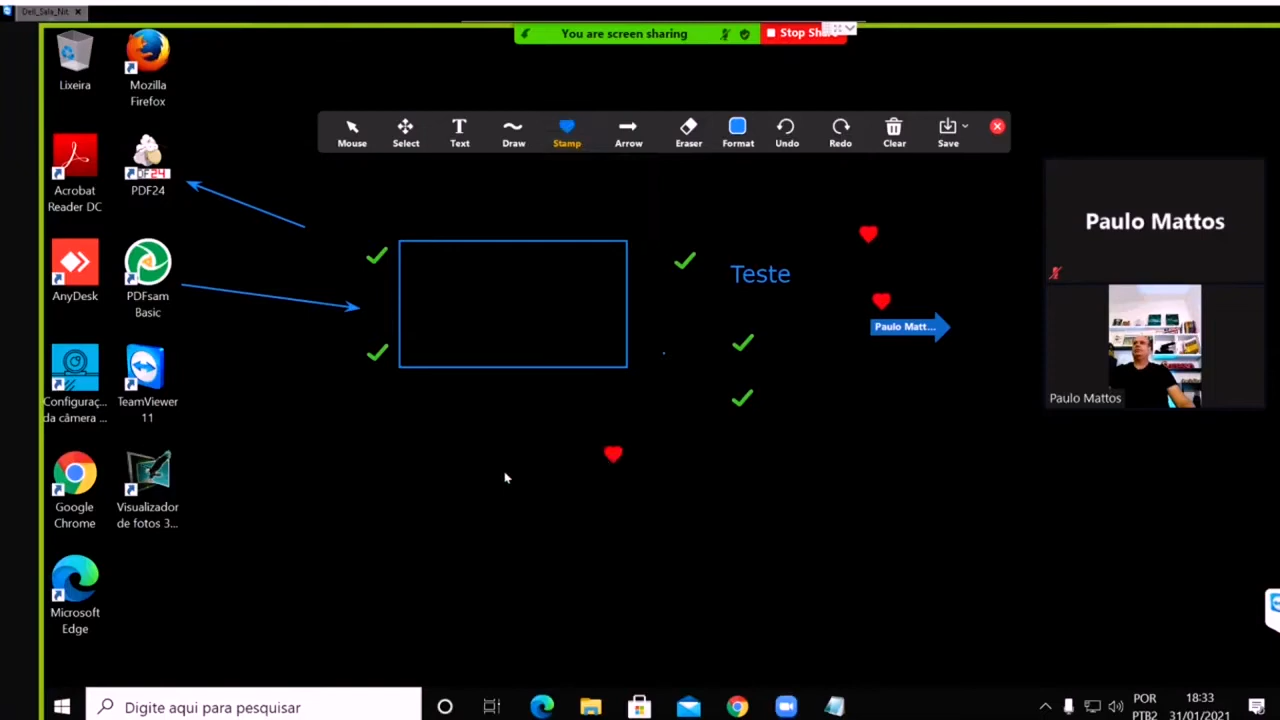 Dell_Sala_Nit
You are screen sharing
Stop Sh
Lixeira
Mozilla
Firefox
Mouse
Select
Text
Draw
Stamp
Arrow
Eraser
Format
Undo
Redo
Clear
Save
Acrobat
Reader DC
PDF24
Paulo Mattos
AnyDesk
PDFsam
Basic
Teste
Paulo Matt...
Paulo Mattos
Configuraç...
da câmera ...
TeamViewer
11
Google
Chrome
Visualizador
de fotos 3...
Microsoft
Edge
Digite aqui para pesquisar
POR
PTB2
18:33
31/01/2021